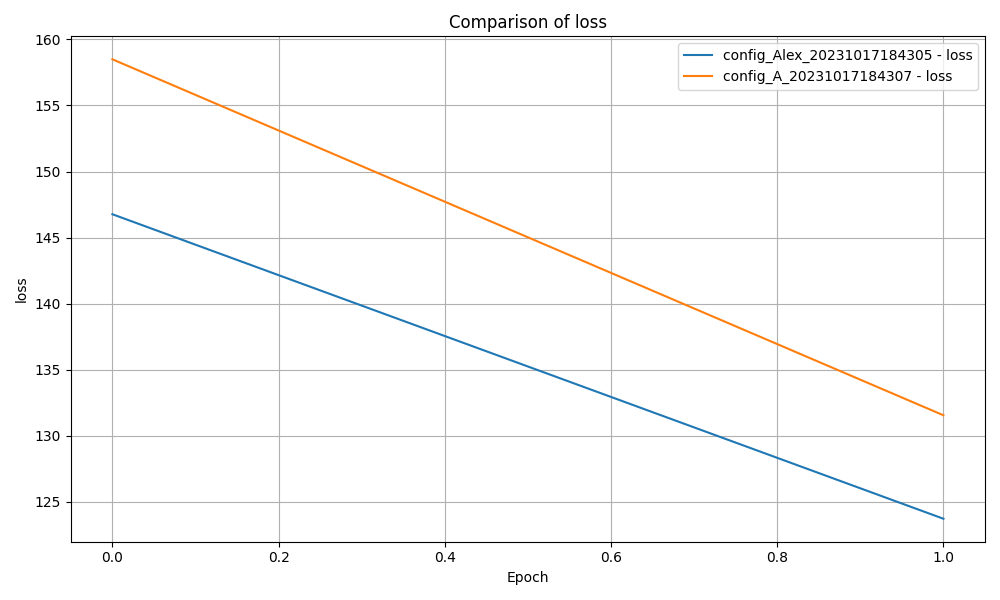 Comparison of loss
config_Alex_20231017184305 - loss
config_A_20231017184307 - loss
160
155
150
145
140
135
130
125
loss
0.0 0.2 0.4 0.6 0.8 1.0
Epoch